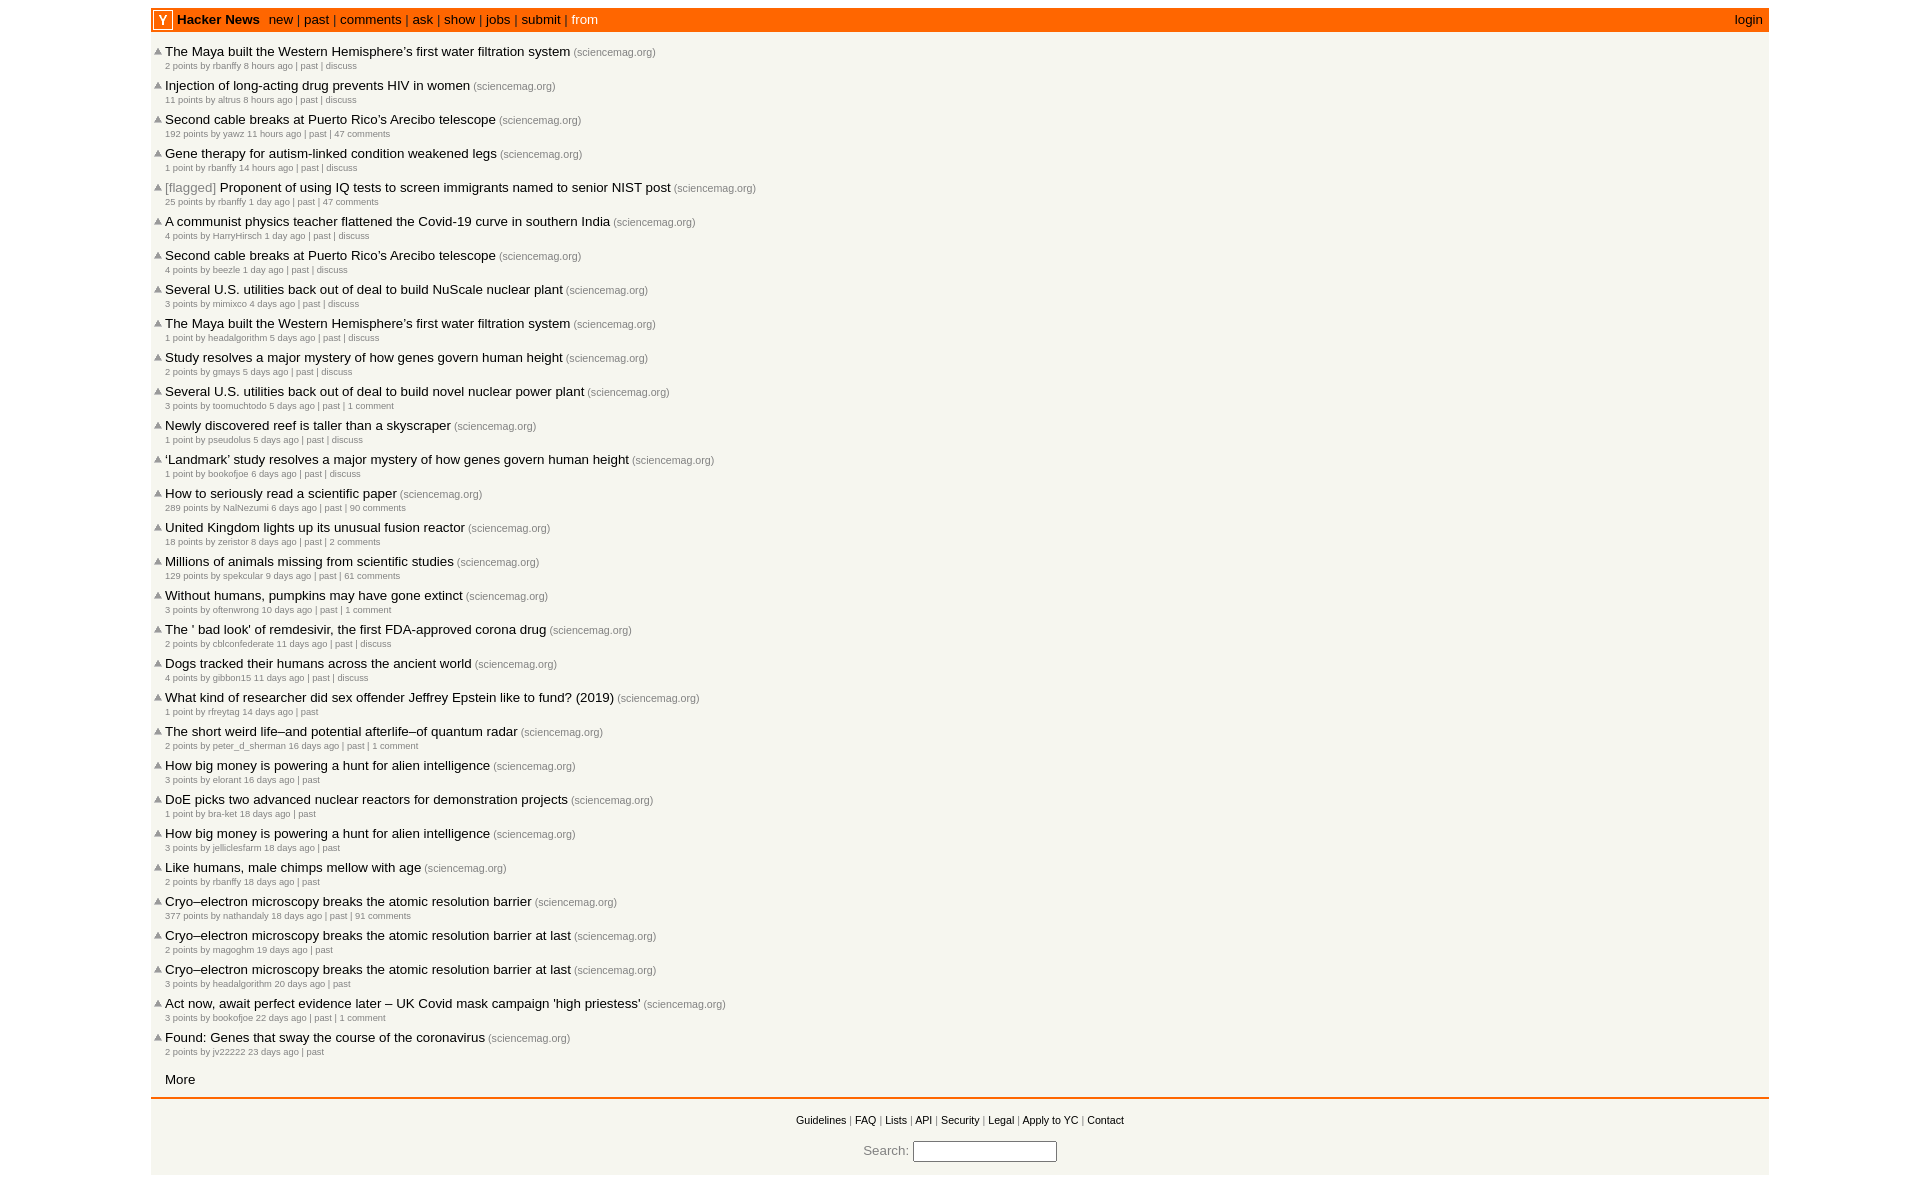 Y Hacker News new | past | comments | ask | show | jobs | submit | from login
The Maya built the Western Hemisphere’s first water filtration system (sciencemag.org)
2 points by rbanffy 8 hours ago | past | discuss
Injection of long-acting drug prevents HIV in women (sciencemag.org)
11 points by altrus 8 hours ago | past | discuss
Second cable breaks at Puerto Rico’s Arecibo telescope (sciencemag.org)
192 points by yawz 11 hours ago | past | 47 comments
Gene therapy for autism-linked condition weakened legs (sciencemag.org)
1 point by rbanffy 14 hours ago | past | discuss
[flagged] Proponent of using IQ tests to screen immigrants named to senior NIST post (sciencemag.org)
25 points by rbanffy 1 day ago | past | 47 comments
A communist physics teacher flattened the Covid-19 curve in southern India (sciencemag.org)
4 points by HarryHirsch 1 day ago | past | discuss
Second cable breaks at Puerto Rico’s Arecibo telescope (sciencemag.org)
4 points by beezle 1 day ago | past | discuss
Several U.S. utilities back out of deal to build NuScale nuclear plant (sciencemag.org)
3 points by mimixco 4 days ago | past | discuss
The Maya built the Western Hemisphere’s first water filtration system (sciencemag.org)
1 point by headalgorithm 5 days ago | past | discuss
Study resolves a major mystery of how genes govern human height (sciencemag.org)
2 points by gmays 5 days ago | past | discuss
Several U.S. utilities back out of deal to build novel nuclear power plant (sciencemag.org)
3 points by toomuchtodo 5 days ago | past | 1 comment
Newly discovered reef is taller than a skyscraper (sciencemag.org)
1 point by pseudolus 5 days ago | past | discuss
‘Landmark’ study resolves a major mystery of how genes govern human height (sciencemag.org)
1 point by bookofjoe 6 days ago | past | discuss
How to seriously read a scientific paper (sciencemag.org)
289 points by NalNezumi 6 days ago | past | 90 comments
United Kingdom lights up its unusual fusion reactor (sciencemag.org)
18 points by zeristor 8 days ago | past | 2 comments
Millions of animals missing from scientific studies (sciencemag.org)
129 points by spekcular 9 days ago | past | 61 comments
Without humans, pumpkins may have gone extinct (sciencemag.org)
3 points by oftenwrong 10 days ago | past | 1 comment
The ' bad look' of remdesivir, the first FDA-approved corona drug (sciencemag.org)
2 points by cblconfederate 11 days ago | past | discuss
Dogs tracked their humans across the ancient world (sciencemag.org)
4 points by gibbon15 11 days ago | past | discuss
What kind of researcher did sex offender Jeffrey Epstein like to fund? (2019) (sciencemag.org)
1 point by rfreytag 14 days ago | past
The short weird life–and potential afterlife–of quantum radar (sciencemag.org)
2 points by peter_d_sherman 16 days ago | past | 1 comment
How big money is powering a hunt for alien intelligence (sciencemag.org)
3 points by elorant 16 days ago | past
DoE picks two advanced nuclear reactors for demonstration projects (sciencemag.org)
1 point by bra-ket 18 days ago | past
How big money is powering a hunt for alien intelligence (sciencemag.org)
3 points by jelliclesfarm 18 days ago | past
Like humans, male chimps mellow with age (sciencemag.org)
2 points by rbanffy 18 days ago | past
Cryo–electron microscopy breaks the atomic resolution barrier (sciencemag.org)
377 points by nathandaly 18 days ago | past | 91 comments
Cryo–electron microscopy breaks the atomic resolution barrier at last (sciencemag.org)
2 points by magoghm 19 days ago | past
Cryo–electron microscopy breaks the atomic resolution barrier at last (sciencemag.org)
3 points by headalgorithm 20 days ago | past
Act now, await perfect evidence later – UK Covid mask campaign 'high priestess' (sciencemag.org)
3 points by bookofjoe 22 days ago | past | 1 comment
Found: Genes that sway the course of the coronavirus (sciencemag.org)
2 points by jv22222 23 days ago | past
More
Guidelines | FAQ | Lists | API | Security | Legal | Apply to YC | Contact
Search: